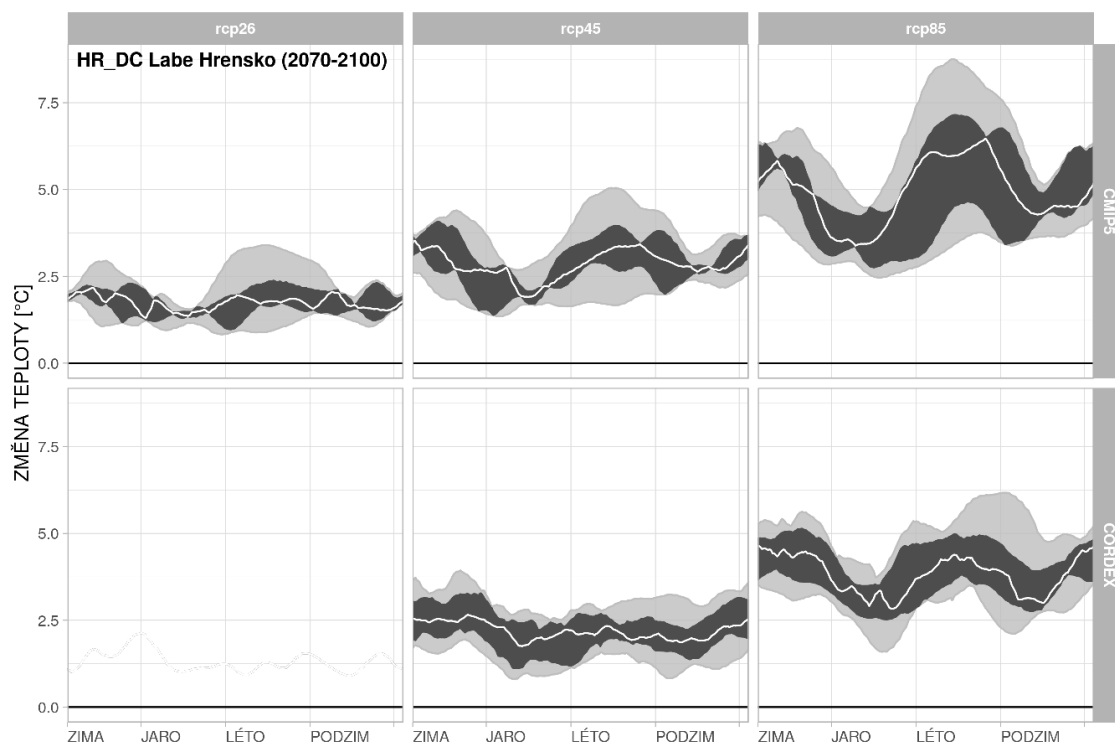 rcp26
rcp45
rcp85
HR_DC Labe Hrensko (2070-2100)
CMIP5
CORDEX
ZMĚNA TEPLOTY [°C]
7.5
5.0
2.5
0.0
7.5
5.0
2.5
0.0
ZIMA JARO LÉTO PODZIM
ZIMA JARO LÉTO PODZIM
ZIMA JARO LÉTO PODZIM